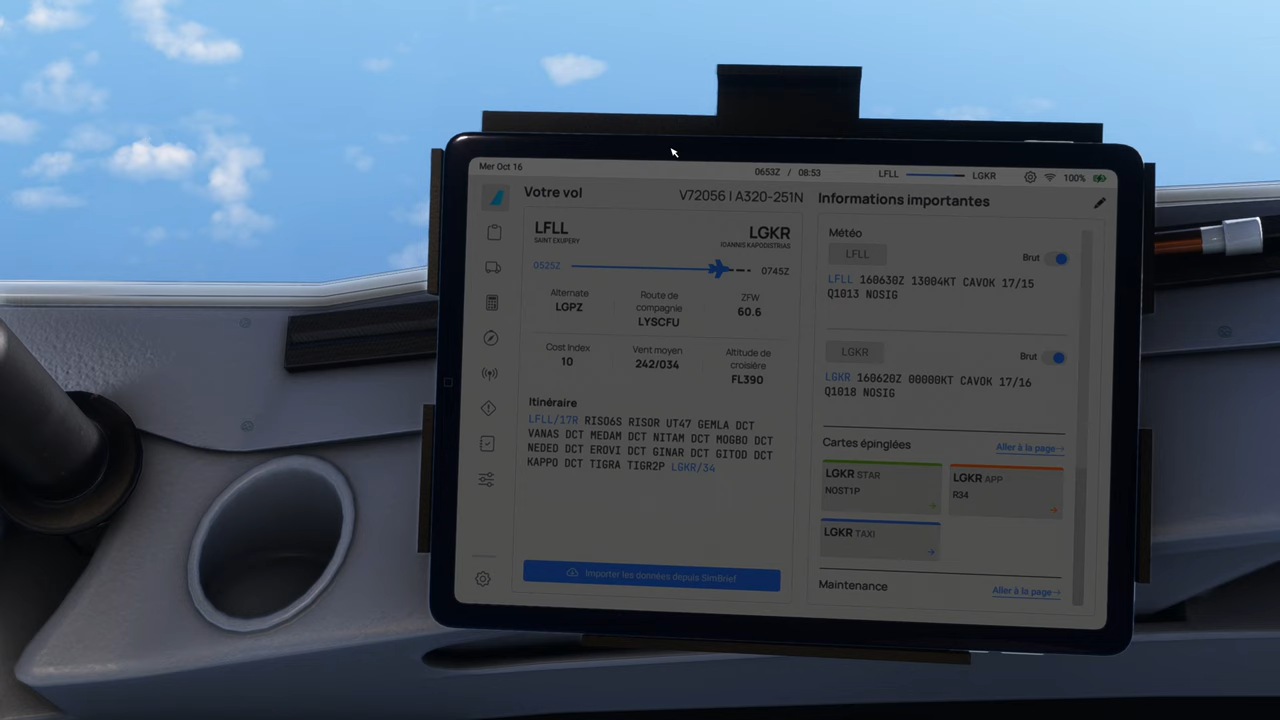 Mer Oct 16
0653Z / 08:53
LFLL LGKR
100%
Votre vol
V72056 | A320-251N
LFLL
SAINT EXUPERY
LGKR
IOANNIS KAPODISTRIAS
0525Z
0745Z
Alternate
LGPZ
Route de
compagnie
LYSCFU
ZFW
60.6
Cost Index
10
Vent moyen
242/034
Altitude de
croisière
FL390
Itinéraire
LFLL/17R RISO6S RISOR UT47 GEMLA DCT
VANAS DCT MEDAM DCT NITAM DCT MOGBO DCT
NEDED DCT EROVI DCT GINAR DCT GITOD DCT
KAPPO DCT TIGRA TIGR2P LGKR/34
Importer les données depuis SimBrief
Informations importantes
Météo
LFLL
Brut
LFLL 160630Z 13004KT CAVOK 17/15
Q1013 NOSIG
LGKR
Brut
LGKR 160620Z 00000KT CAVOK 17/16
Q1018 NOSIG
Cartes épinglées
Aller à la page→
LGKR STAR
NOST1P
LGKR APP
R34
LGKR TAXI
Maintenance
Aller à la page→